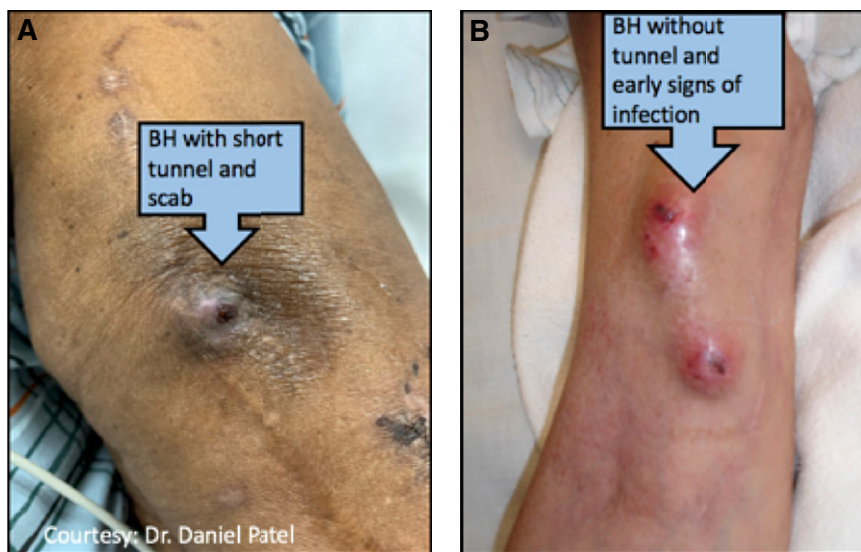 A
BH with short
tunnel and
scab
Courtesy: Dr. Daniel Patel
B
BH without
tunnel and
early signs of
infection